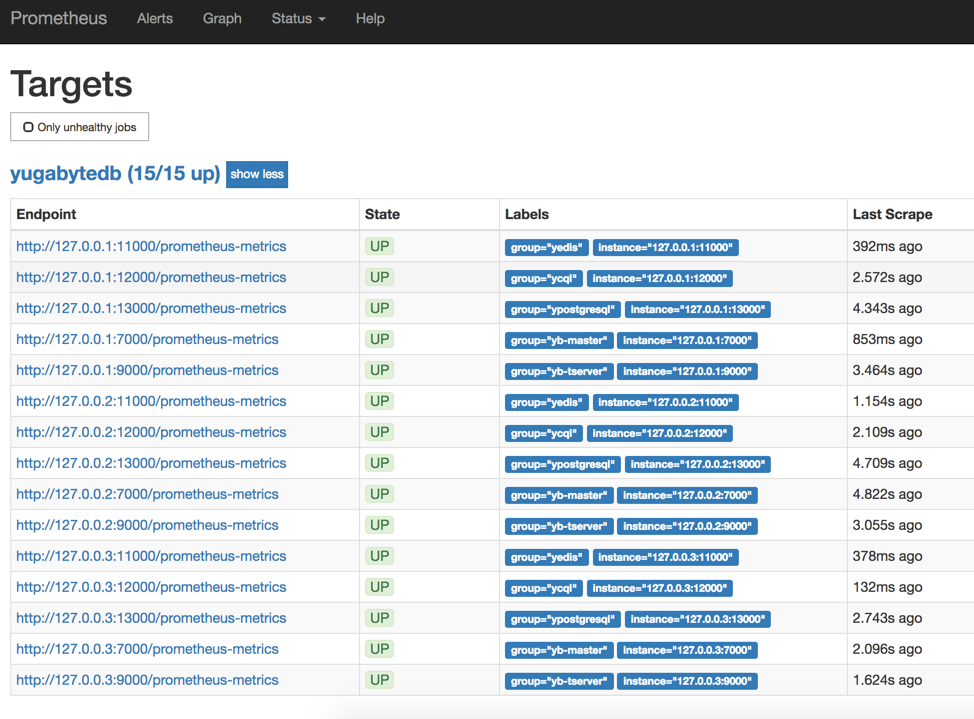 Prometheus Alerts Graph Status Help
Targets
Only unhealthy jobs
yugabytedb (15/15 up) show less
Endpoint State Labels Last Scrape
http://127.0.0.1:11000/prometheus-metrics UP group="yedis" instance="127.0.0.1:11000" 392ms ago
http://127.0.0.1:12000/prometheus-metrics UP group="ycql" instance="127.0.0.1:12000" 2.572s ago
http://127.0.0.1:13000/prometheus-metrics UP group="ypostgresql" instance="127.0.0.1:13000" 4.343s ago
http://127.0.0.1:7000/prometheus-metrics UP group="yb-master" instance="127.0.0.1:7000" 853ms ago
http://127.0.0.1:9000/prometheus-metrics UP group="yb-tserver" instance="127.0.0.1:9000" 3.464s ago
http://127.0.0.2:11000/prometheus-metrics UP group="yedis" instance="127.0.0.2:11000" 1.154s ago
http://127.0.0.2:12000/prometheus-metrics UP group="ycql" instance="127.0.0.2:12000" 2.109s ago
http://127.0.0.2:13000/prometheus-metrics UP group="ypostgresql" instance="127.0.0.2:13000" 4.709s ago
http://127.0.0.2:7000/prometheus-metrics UP group="yb-master" instance="127.0.0.2:7000" 4.822s ago
http://127.0.0.2:9000/prometheus-metrics UP group="yb-tserver" instance="127.0.0.2:9000" 3.055s ago
http://127.0.0.3:11000/prometheus-metrics UP group="yedis" instance="127.0.0.3:11000" 378ms ago
http://127.0.0.3:12000/prometheus-metrics UP group="ycql" instance="127.0.0.3:12000" 132ms ago
http://127.0.0.3:13000/prometheus-metrics UP group="ypostgresql" instance="127.0.0.3:13000" 2.743s ago
http://127.0.0.3:7000/prometheus-metrics UP group="yb-master" instance="127.0.0.3:7000" 2.096s ago
http://127.0.0.3:9000/prometheus-metrics UP group="yb-tserver" instance="127.0.0.3:9000" 1.624s ago